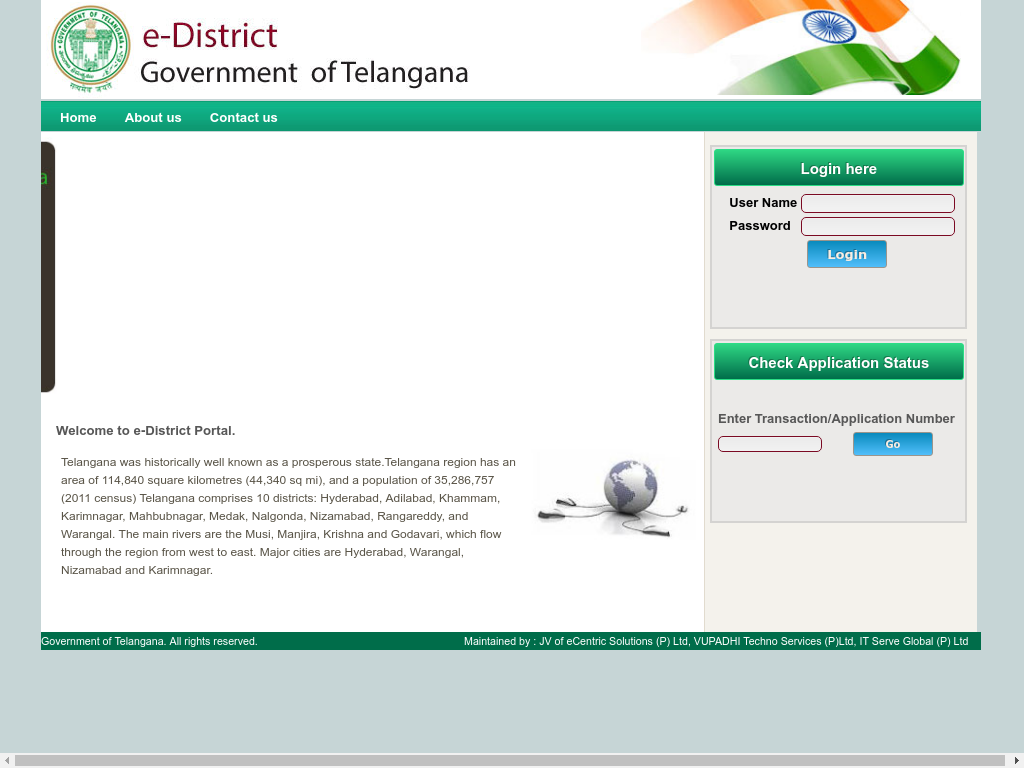 e-District
Government of Telangana
Home About us Contact us
a
Login here
User Name
Password
Login
Check Application Status
Enter Transaction/Application Number
Go
Welcome to e-District Portal.
Telangana was historically well known as a prosperous state.Telangana region has an
area of 114,840 square kilometres (44,340 sq mi), and a population of 35,286,757
(2011 census) Telangana comprises 10 districts: Hyderabad, Adilabad, Khammam,
Karimnagar, Mahbubnagar, Medak, Nalgonda, Nizamabad, Rangareddy, and
Warangal. The main rivers are the Musi, Manjira, Krishna and Godavari, which flow
through the region from west to east. Major cities are Hyderabad, Warangal,
Nizamabad and Karimnagar.
Government of Telangana. All rights reserved. Maintained by : JV of eCentric Solutions (P) Ltd, VUPADHI Techno Services (P)Ltd, IT Serve Global (P) Ltd